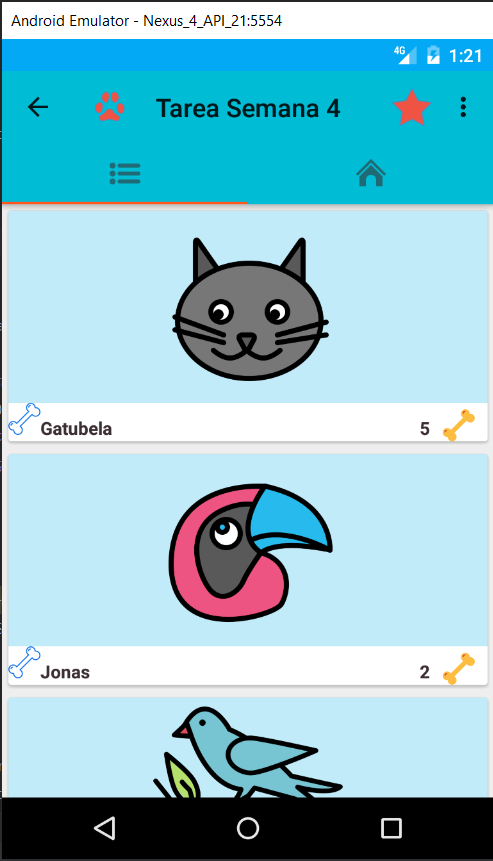 Android Emulator - Nexus_4_API_21:5554
4G 1:21
Tarea Semana 4
Gatubela 5
Jonas 2